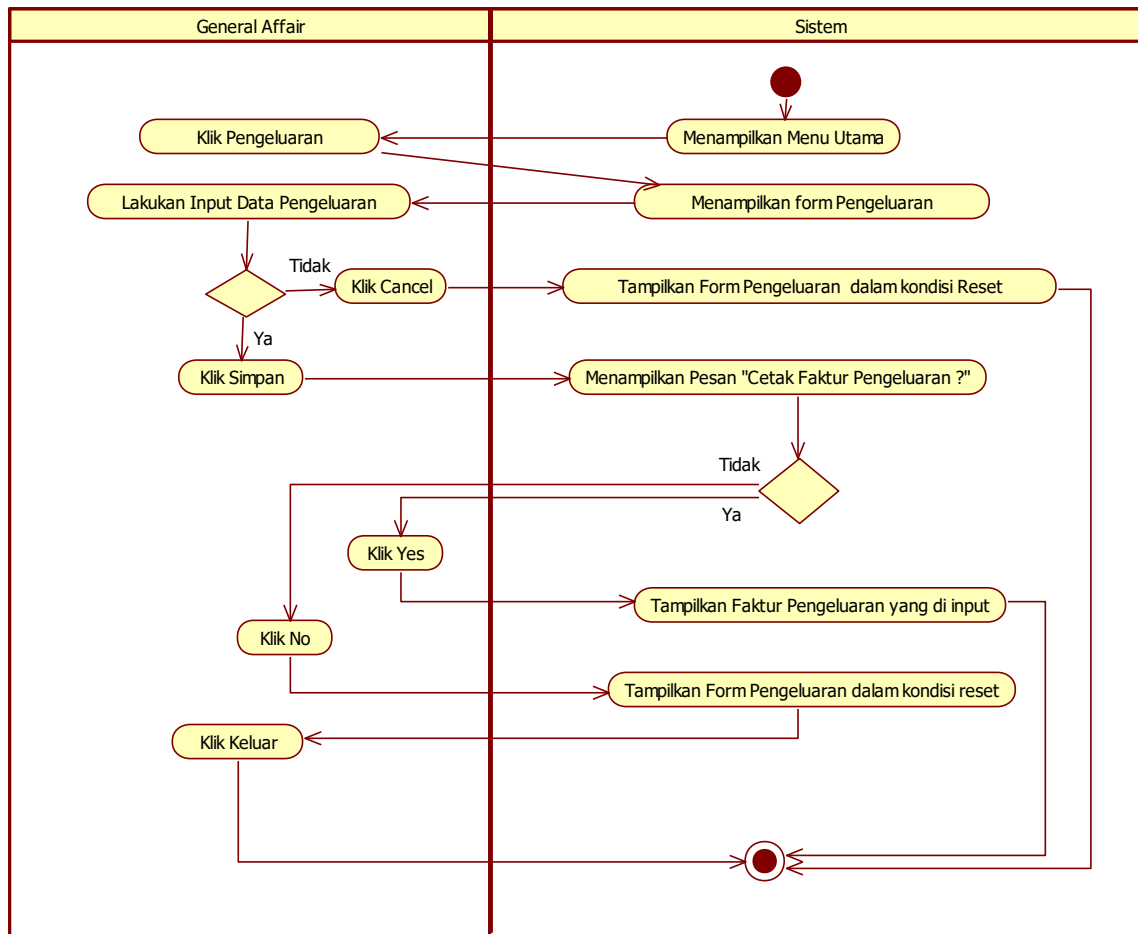 General Affair
Sistem
Klik Pengeluaran
Menampilkan Menu Utama
Lakukan Input Data Pengeluaran
Menampilkan form Pengeluaran
Tidak
Klik Cancel
Tampilkan Form Pengeluaran  dalam kondisi Reset
Ya
Klik Simpan
Menampilkan Pesan "Cetak Faktur Pengeluaran ?"
Tidak
Ya
Klik Yes
Tampilkan Faktur Pengeluaran yang di input
Klik No
Tampilkan Form Pengeluaran dalam kondisi reset
Klik Keluar